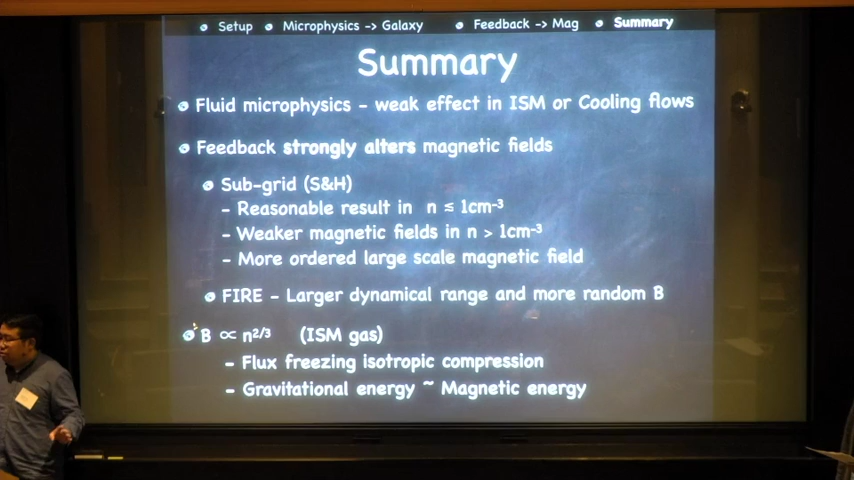 Setup Microphysics -> Galaxy Feedback -> Mag Summary
Summary
Fluid microphysics - weak effect in ISM or Cooling flows
Feedback strongly alters magnetic fields
Sub-grid (S&H)
- Reasonable result in n ≤ 1cm⁻³
- Weaker magnetic fields in n > 1cm⁻³
- More ordered large scale magnetic field
FIRE - Larger dynamical range and more random B
B ∝ n²/³ (ISM gas)
- Flux freezing isotropic compression
- Gravitational energy ~ Magnetic energy